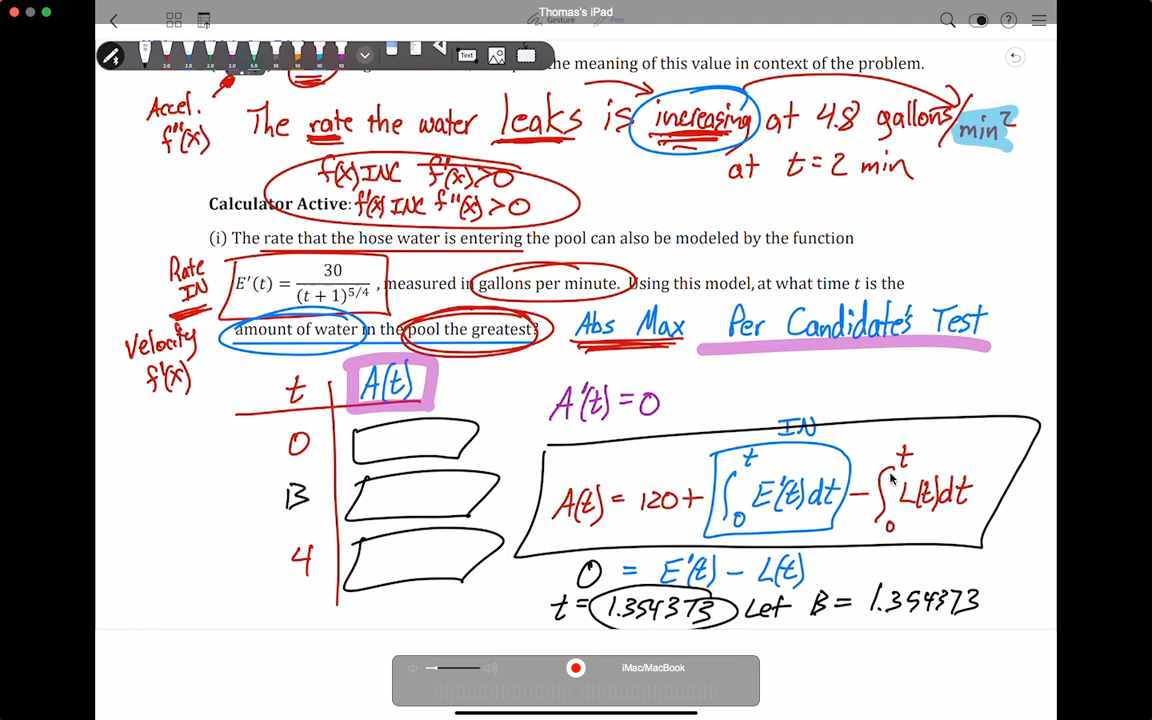 Thomas's iPad
Gesture Pen
Text
the meaning of this value in context of the problem.
Accel.
f''(x)
The rate the water leaks is increasing at 4.8 gallons/min²
at t = 2 min
f(x) INC f'(x) > 0
f'(x) INC f''(x) > 0
Calculator Active:
(i) The rate that the hose water is entering the pool can also be modeled by the function
Rate
IN
E'(t) = 30 / (t + 1)^5/4 , measured in gallons per minute. Using this model, at what time t is the
amount of water in the pool the greatest?
Abs Max Per Candidate's Test
Velocity
f'(x)
t A(t)
0
B
4
A'(t) = 0
IN
A(t) = 120 + ∫₀ᵗ E'(t) dt − ∫₀ᵗ L(t) dt
0 = E'(t) − L(t)
t = 1.354373 Let B = 1.354373
iMac/MacBook